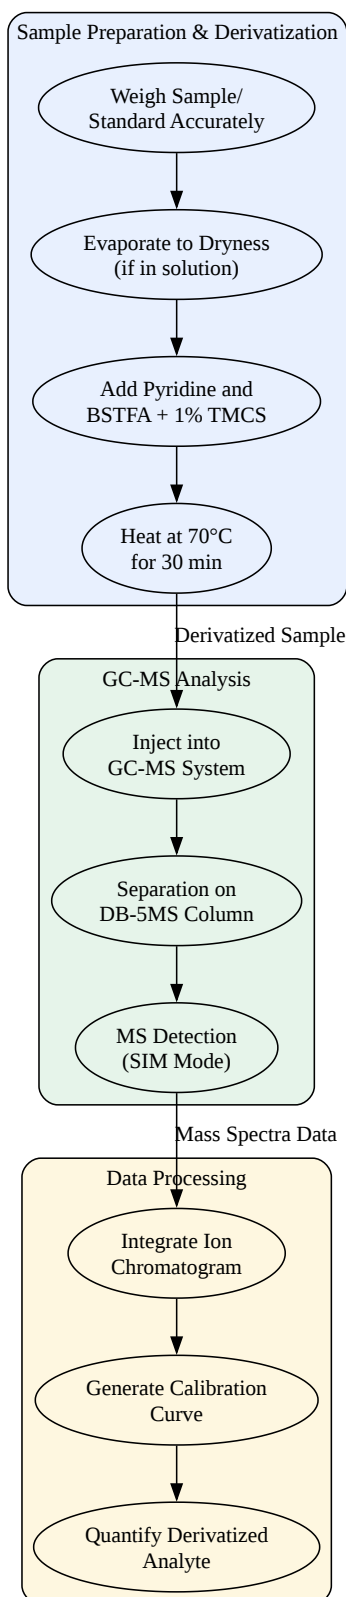 Sample Preparation & Derivatization
Weigh Sample/
Standard Accurately
Evaporate to Dryness
(if in solution)
Add Pyridine and
BSTFA + 1% TMCS
Heat at 70°C
for 30 min
Derivatized Sample
GC-MS Analysis
Inject into
GC-MS System
Separation on
DB-5MS Column
MS Detection
(SIM Mode)
Mass Spectra Data
Data Processing
Integrate Ion
Chromatogram
Generate Calibration
Curve
Quantify Derivatized
Analyte